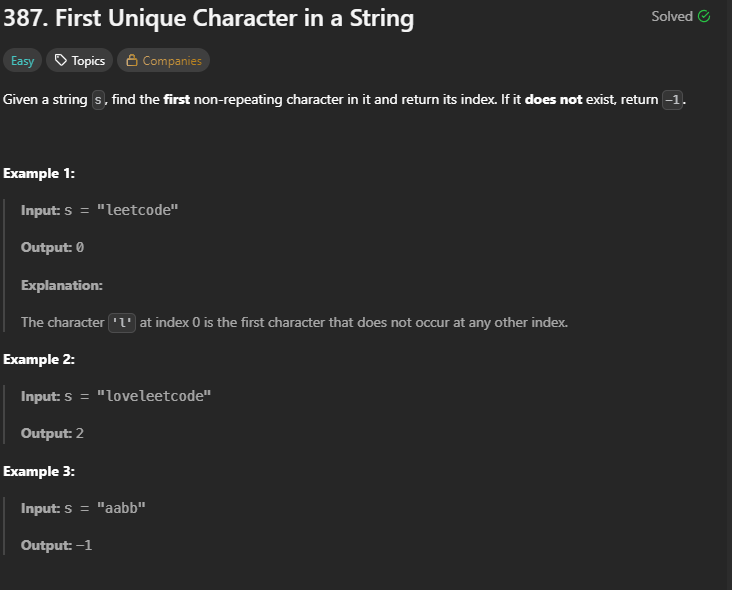 387. First Unique Character in a String
Solved
Easy Topics Companies
Given a string s, find the first non-repeating character in it and return its index. If it does not exist, return -1.
Example 1:
Input: s = "leetcode"
Output: 0
Explanation:
The character 'l' at index 0 is the first character that does not occur at any other index.
Example 2:
Input: s = "loveleetcode"
Output: 2
Example 3:
Input: s = "aabb"
Output: -1